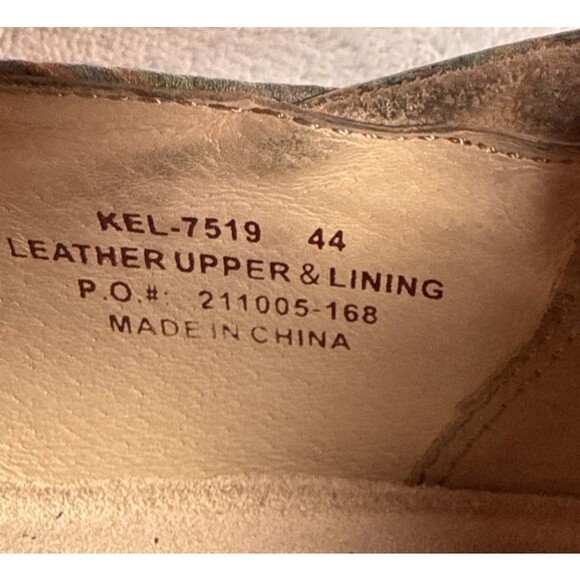 KEL-7519 44
LEATHER UPPER & LINING
P.O.#: 211005-168
MADE IN CHINA